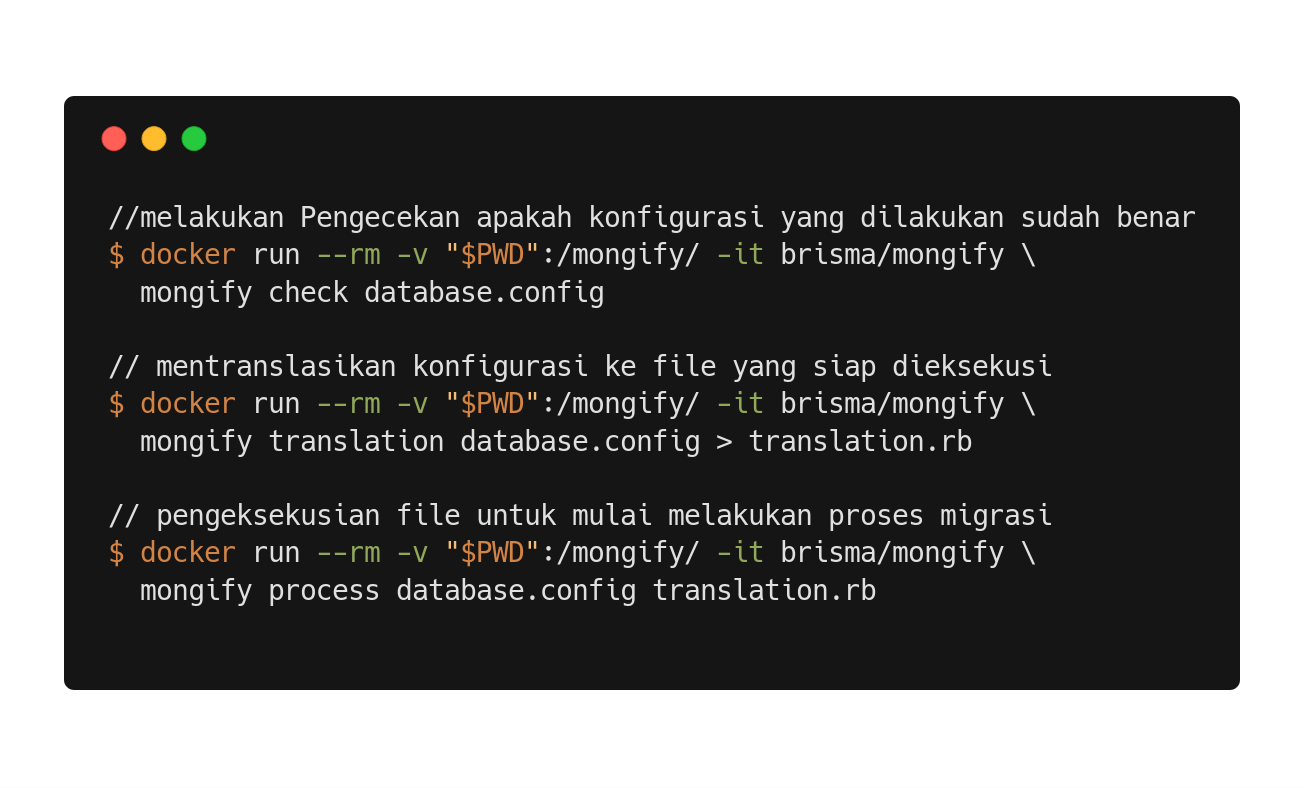 //melakukan Pengecekan apakah konfigurasi yang dilakukan sudah benar
$ docker run --rm -v "$PWD":/mongify/ -it brisma/mongify \
  mongify check database.config
// mentranslasikan konfigurasi ke file yang siap dieksekusi
$ docker run --rm -v "$PWD":/mongify/ -it brisma/mongify \
  mongify translation database.config > translation.rb
// pengeksekusian file untuk mulai melakukan proses migrasi
$ docker run --rm -v "$PWD":/mongify/ -it brisma/mongify \
  mongify process database.config translation.rb